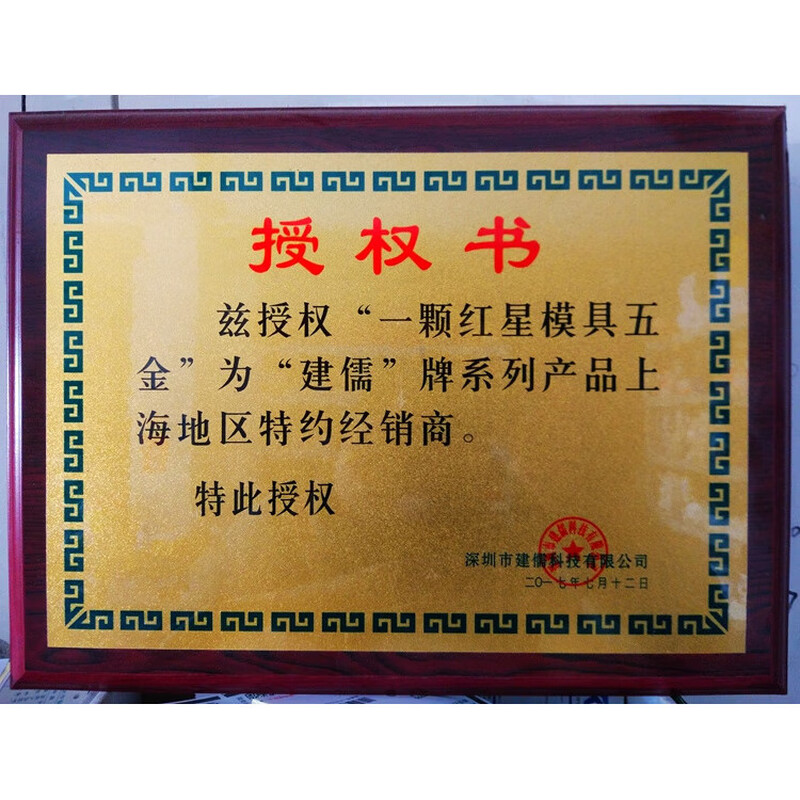 授权书
兹授权“一颗红星模具五
金”为“建儒”牌系列产品上
海地区特约经销商。
特此授权
深圳市建儒科技有限公司
二〇一七年七月十二日